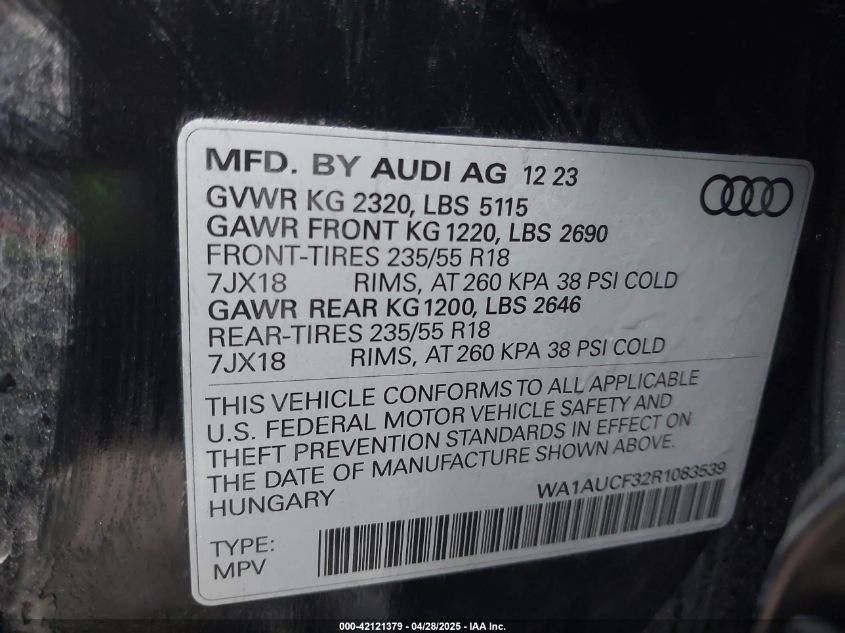 MFD. BY AUDI AG 12 23
GVWR KG 2320, LBS 5115
GAWR FRONT KG 1220, LBS 2690
FRONT-TIRES 235/55 R18
7JX18 RIMS, AT 260 KPA 38 PSI COLD
GAWR REAR KG 1200, LBS 2646
REAR-TIRES 235/55 R18
7JX18 RIMS, AT 260 KPA 38 PSI COLD
THIS VEHICLE CONFORMS TO ALL APPLICABLE
U.S. FEDERAL MOTOR VEHICLE SAFETY AND
THEFT PREVENTION STANDARDS IN EFFECT ON
THE DATE OF MANUFACTURE SHOWN ABOVE.
HUNGARY
WA1AUCF32R1083539
TYPE:
MPV
000-42121379 - 04/28/2025 - IAA Inc.